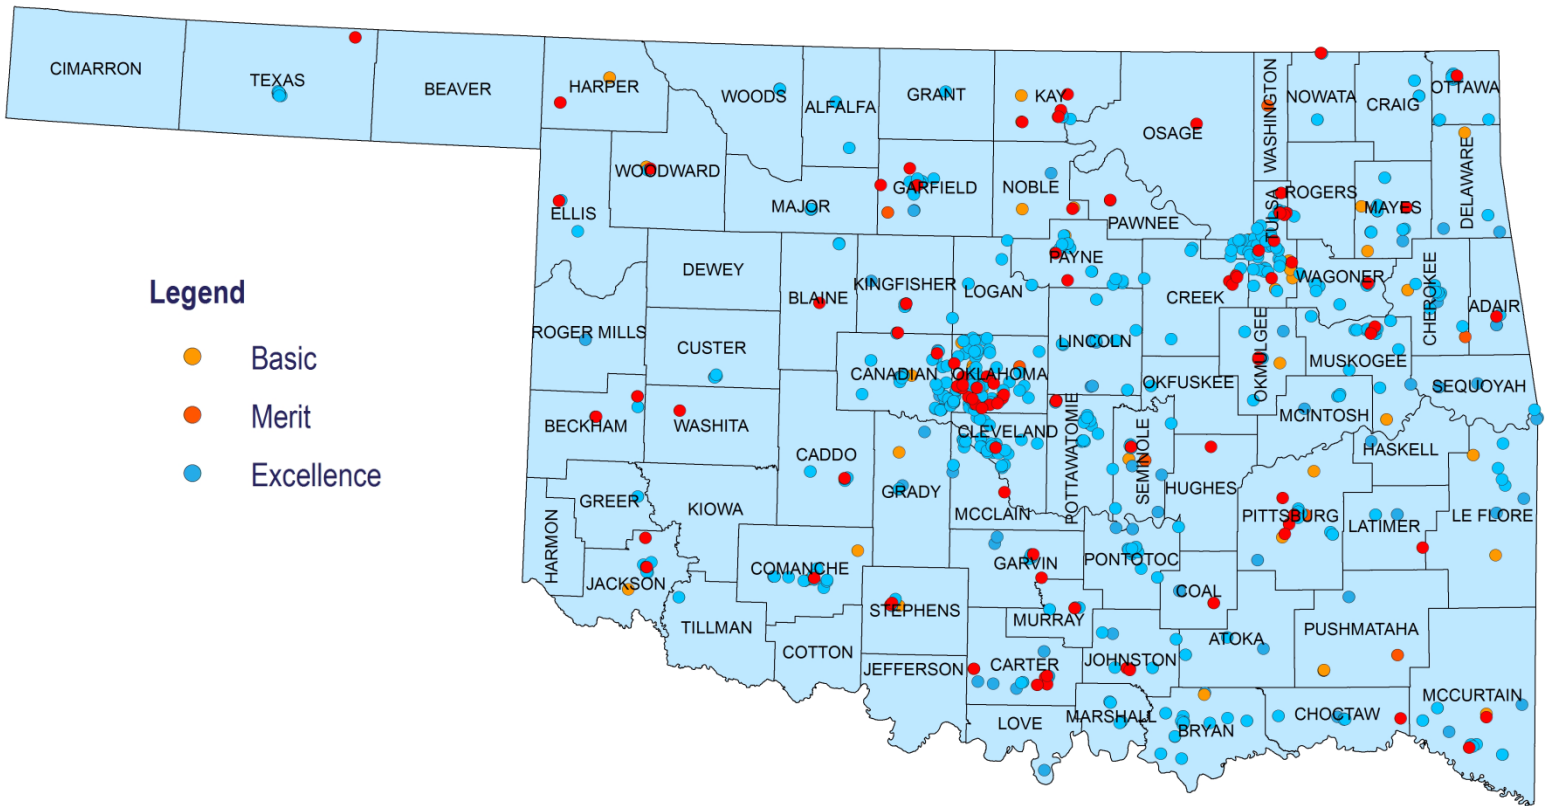 CIMARRON
TEXAS
BEAVER
HARPER
WOODS
ALFALFA
GRANT
KAY
OSAGE
WASHINGTON
NOWATA
CRAIG
OTTAWA
WOODWARD
ELLIS
MAJOR
GARFIELD
NOBLE
PAWNEE
TULSA
ROGERS
MAYES
DELAWARE
DEWEY
BLAINE
KINGFISHER
LOGAN
PAYNE
CREEK
WAGONER
CHEROKEE
ADAIR
Legend
Basic
Merit
Excellence
ROGER MILLS
CUSTER
CANADIAN
OKLAHOMA
LINCOLN
OKFUSKEE
OKMULGEE
MUSKOGEE
SEQUOYAH
BECKHAM
WASHITA
CADDO
GRADY
CLEVELAND
MCCLAIN
POTTAWATOMIE
SEMINOLE
HUGHES
MCINTOSH
HASKELL
PITTSBURG
LATIMER
LE FLORE
HARMON
GREER
KIOWA
JACKSON
COMANCHE
STEPHENS
GARVIN
PONTOTOC
COAL
TILLMAN
COTTON
JEFFERSON
MURRAY
CARTER
JOHNSTON
ATOKA
PUSHMATAHA
LOVE
MARSHALL
BRYAN
CHOCTAW
MCCURTAIN